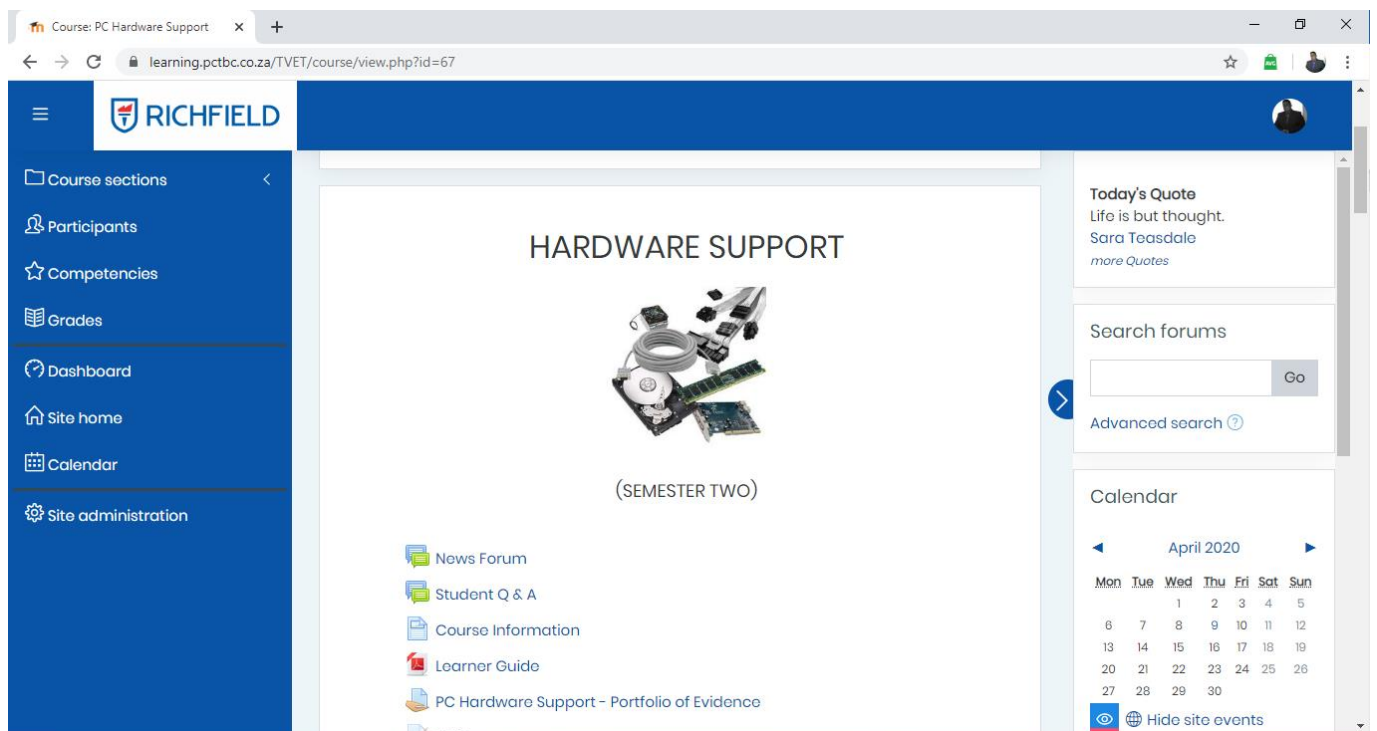 Course: PC Hardware Support
learning.pctbc.co.za/TVET/course/view.php?id=67
RICHFIELD
Course sections
Participants
Competencies
Grades
Dashboard
Site home
Calendar
Site administration
HARDWARE SUPPORT
(SEMESTER TWO)
News Forum
Student Q & A
Course Information
Learner Guide
PC Hardware Support - Portfolio of Evidence
Today's Quote
Life is but thought.
Sara Teasdale
more Quotes
Search forums
Go
Advanced search
Calendar
April 2020
Mon Tue Wed Thu Fri Sat Sun
1 2 3 4 5
6 7 8 9 10 11 12
13 14 15 16 17 18 19
20 21 22 23 24 25 26
27 28 29 30
Hide site events